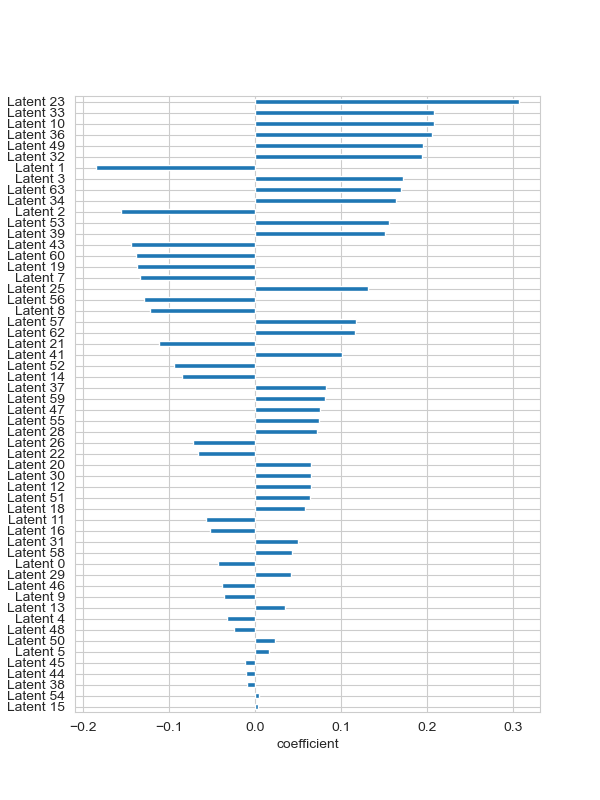 Latent 23
Latent 33
Latent 10
Latent 36
Latent 49
Latent 32
Latent 1
Latent 3
Latent 63
Latent 34
Latent 2
Latent 53
Latent 39
Latent 43
Latent 60
Latent 19
Latent 7
Latent 25
Latent 56
Latent 8
Latent 57
Latent 62
Latent 21
Latent 41
Latent 52
Latent 14
Latent 37
Latent 59
Latent 47
Latent 55
Latent 28
Latent 26
Latent 22
Latent 20
Latent 30
Latent 12
Latent 51
Latent 18
Latent 11
Latent 16
Latent 31
Latent 58
Latent 0
Latent 29
Latent 46
Latent 9
Latent 13
Latent 4
Latent 48
Latent 50
Latent 5
Latent 45
Latent 44
Latent 38
Latent 54
Latent 15
−0.2 −0.1 0.0 0.1 0.2 0.3
coefficient